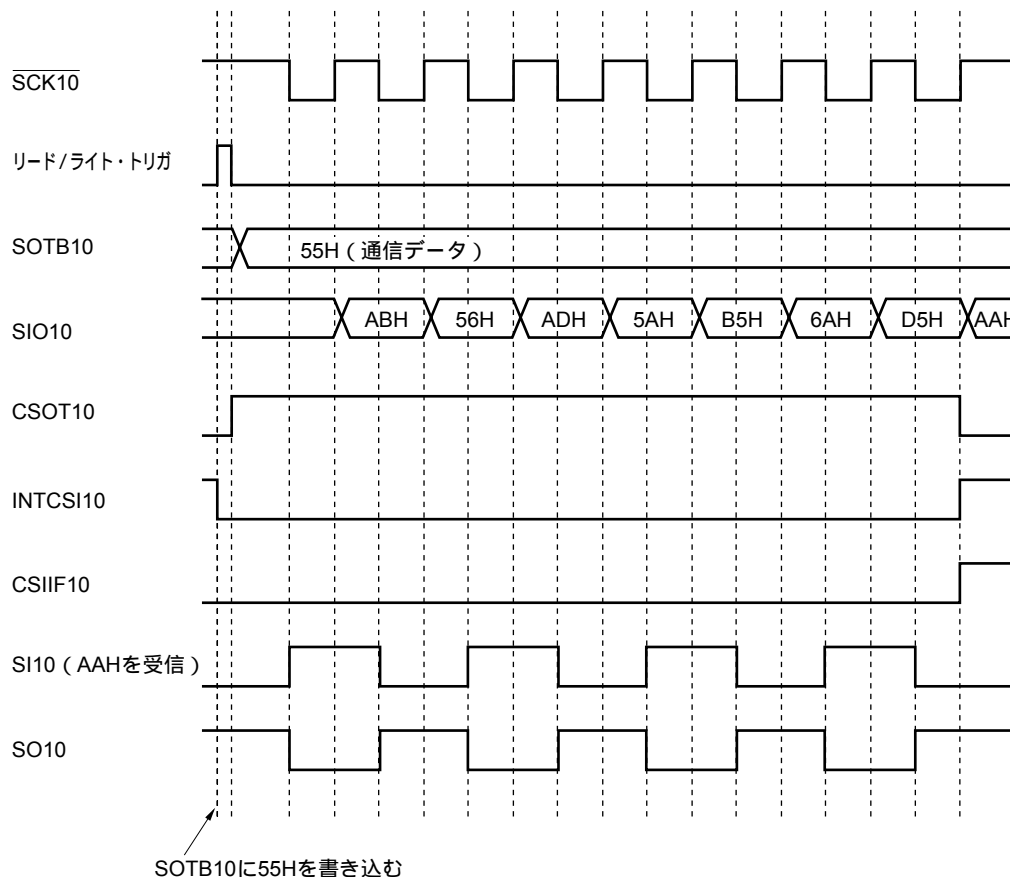 SCK10
リード/ライト・トリガ
SOTB10
55H(通信データ)
SIO10
ABH 56H ADH 5AH B5H 6AH D5H AAH
CSOT10
INTCSI10
CSIIF10
SI10(AAHを受信)
SO10
SOTB10に55Hを書き込む